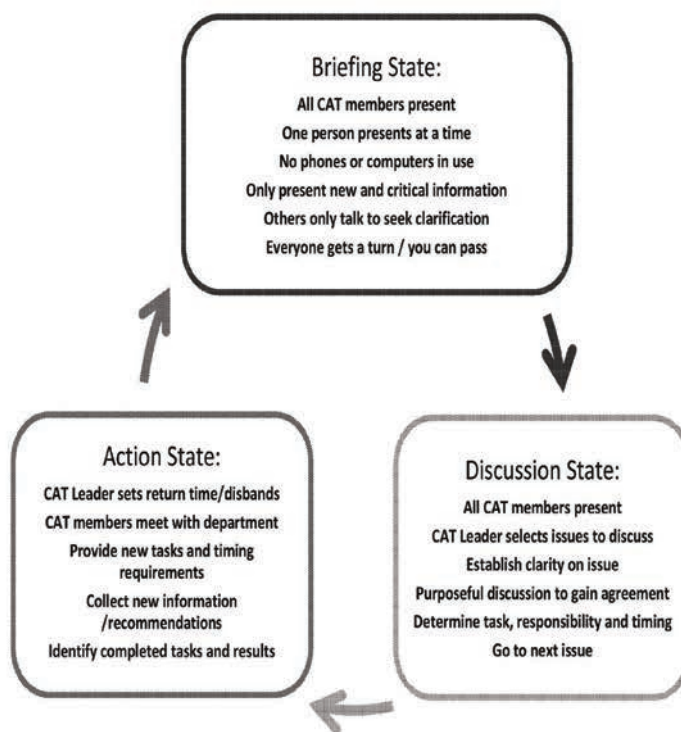 Briefing State:
All CAT members present
One person presents at a time
No phones or computers in use
Only present new and critical information
Others only talk to seek clarification
Everyone gets a turn / you can pass
Action State:
CAT Leader sets return time/disbands
CAT members meet with department
Provide new tasks and timing
requirements
Collect new information
/recommendations
Identify completed tasks and results
Discussion State:
All CAT members present
CAT Leader selects issues to discuss
Establish clarity on issue
Purposeful discussion to gain agreement
Determine task, responsibility and timing
Go to next issue